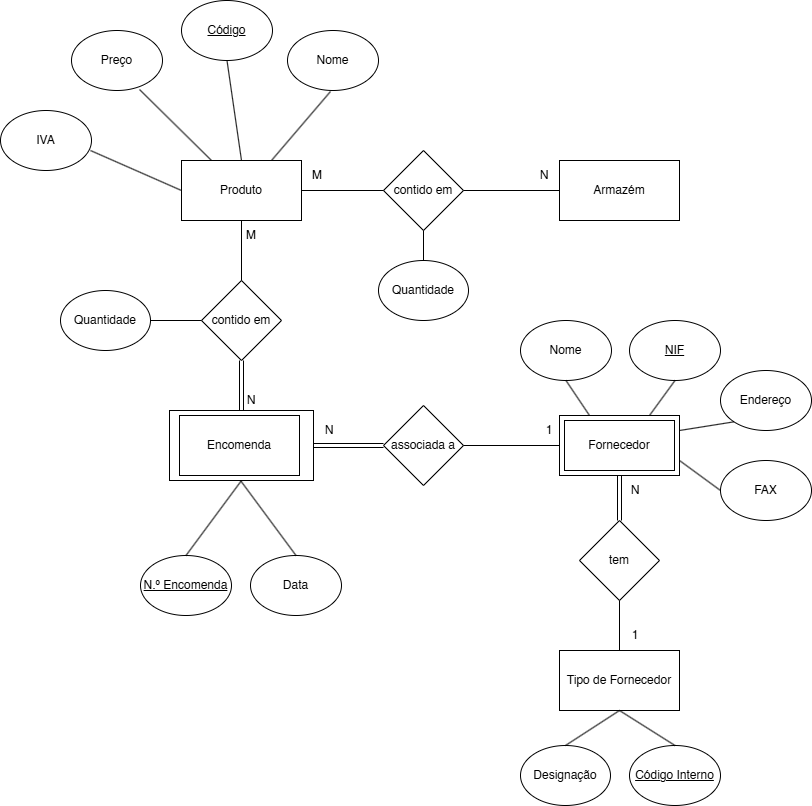 Código
Preço
Nome
IVA
M
N
Produto
contido em
Armazém
M
Quantidade
Quantidade
contido em
Nome
NIF
Endereço
N
N
1
Encomenda
associada a
Fornecedor
N
FAX
tem
N.º Encomenda
Data
1
Tipo de Fornecedor
Designação
Código Interno